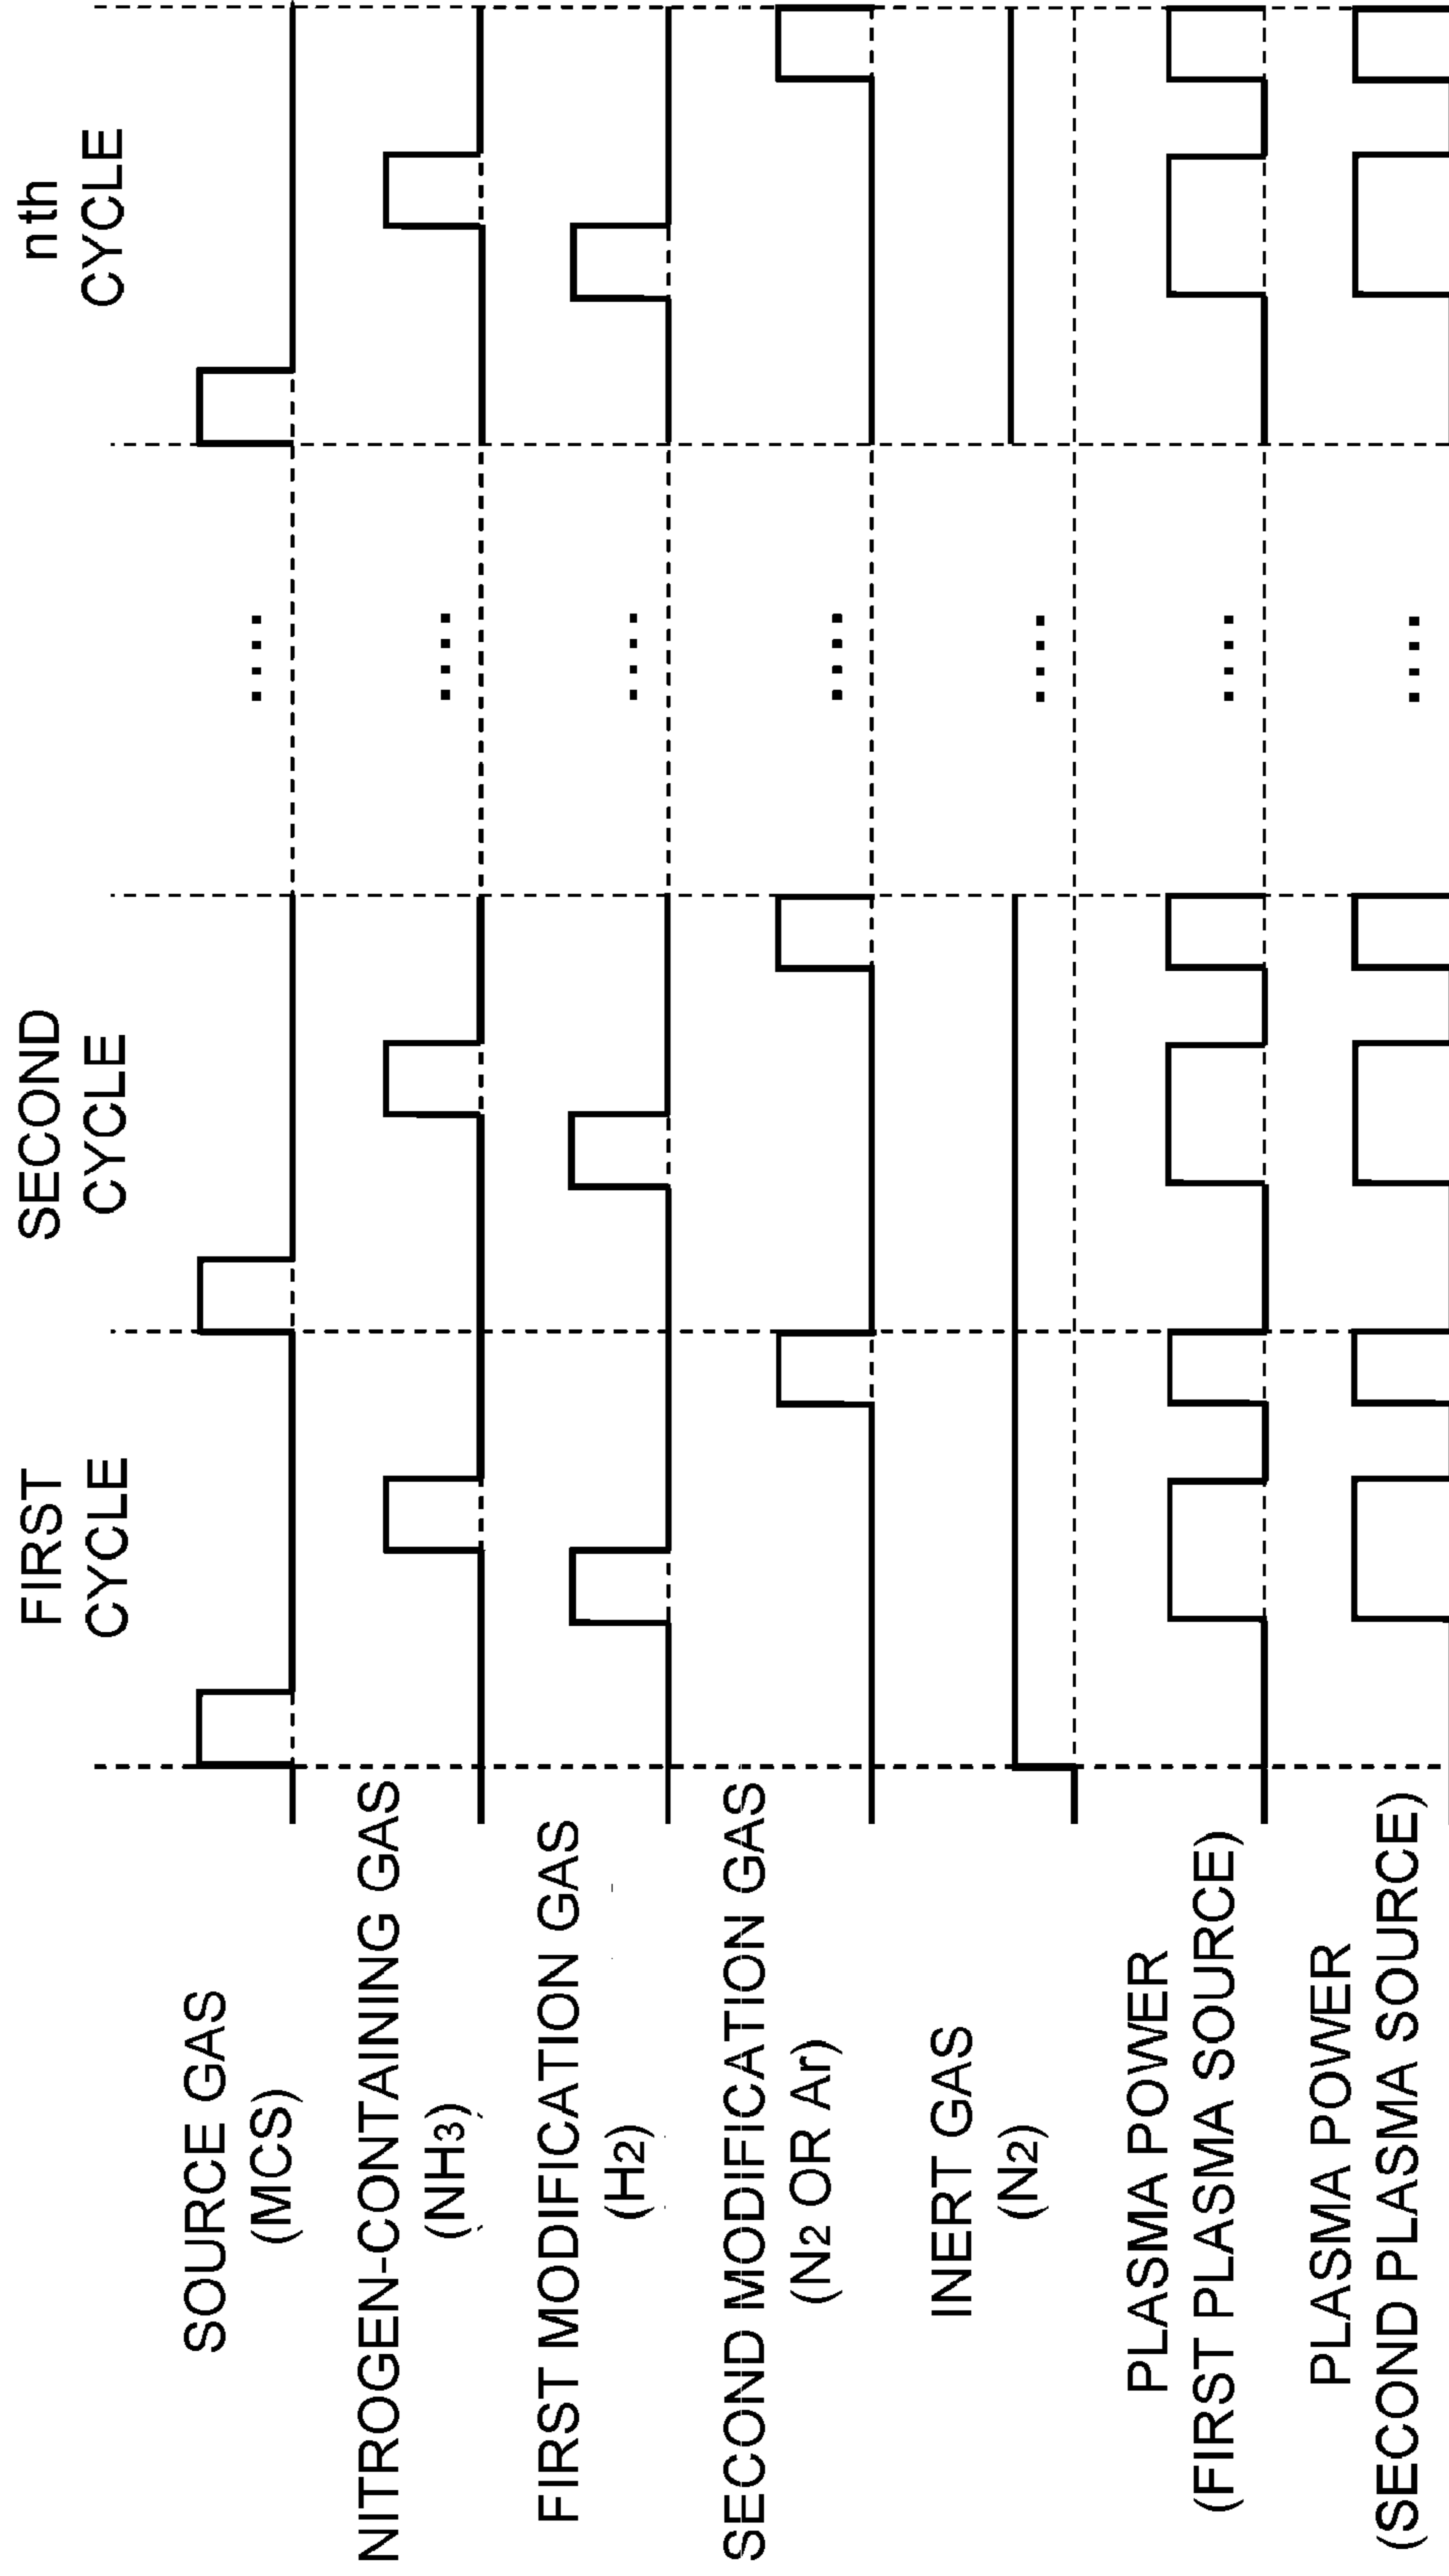 FIRST
CYCLE
SECOND
CYCLE
nth
CYCLE
SOURCE GAS
(MCS)
....
NITROGEN-CONTAINING GAS
(NH3)
....
FIRST MODIFICATION GAS
(H2)
....
SECOND MODIFICATION GAS
(N2 OR Ar)
....
INERT GAS
(N2)
....
PLASMA POWER
(FIRST PLASMA SOURCE)
....
PLASMA POWER
(SECOND PLASMA SOURCE)
....